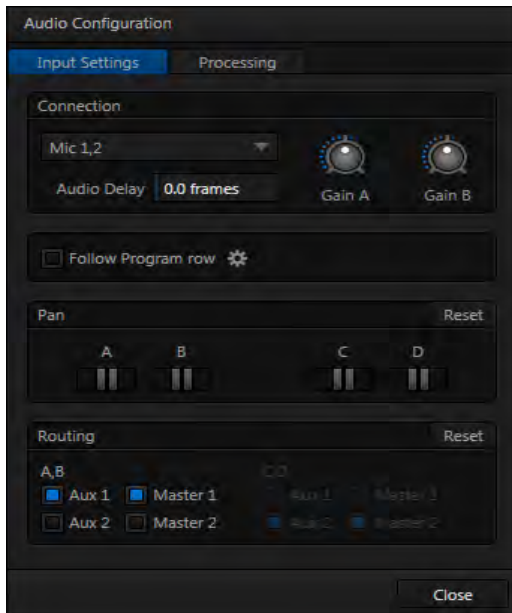 Audio Configuration
Input Settings Processing
Connection
Mic 1,2
Audio Delay 0.0 frames Gain A Gain B
Follow Program row
Pan Reset
A B C D
Routing Reset
A,B C,D
Aux 1 Master 1 Aux 1 Master 1
Aux 2 Master 2 Aux 2 Master 2
Close